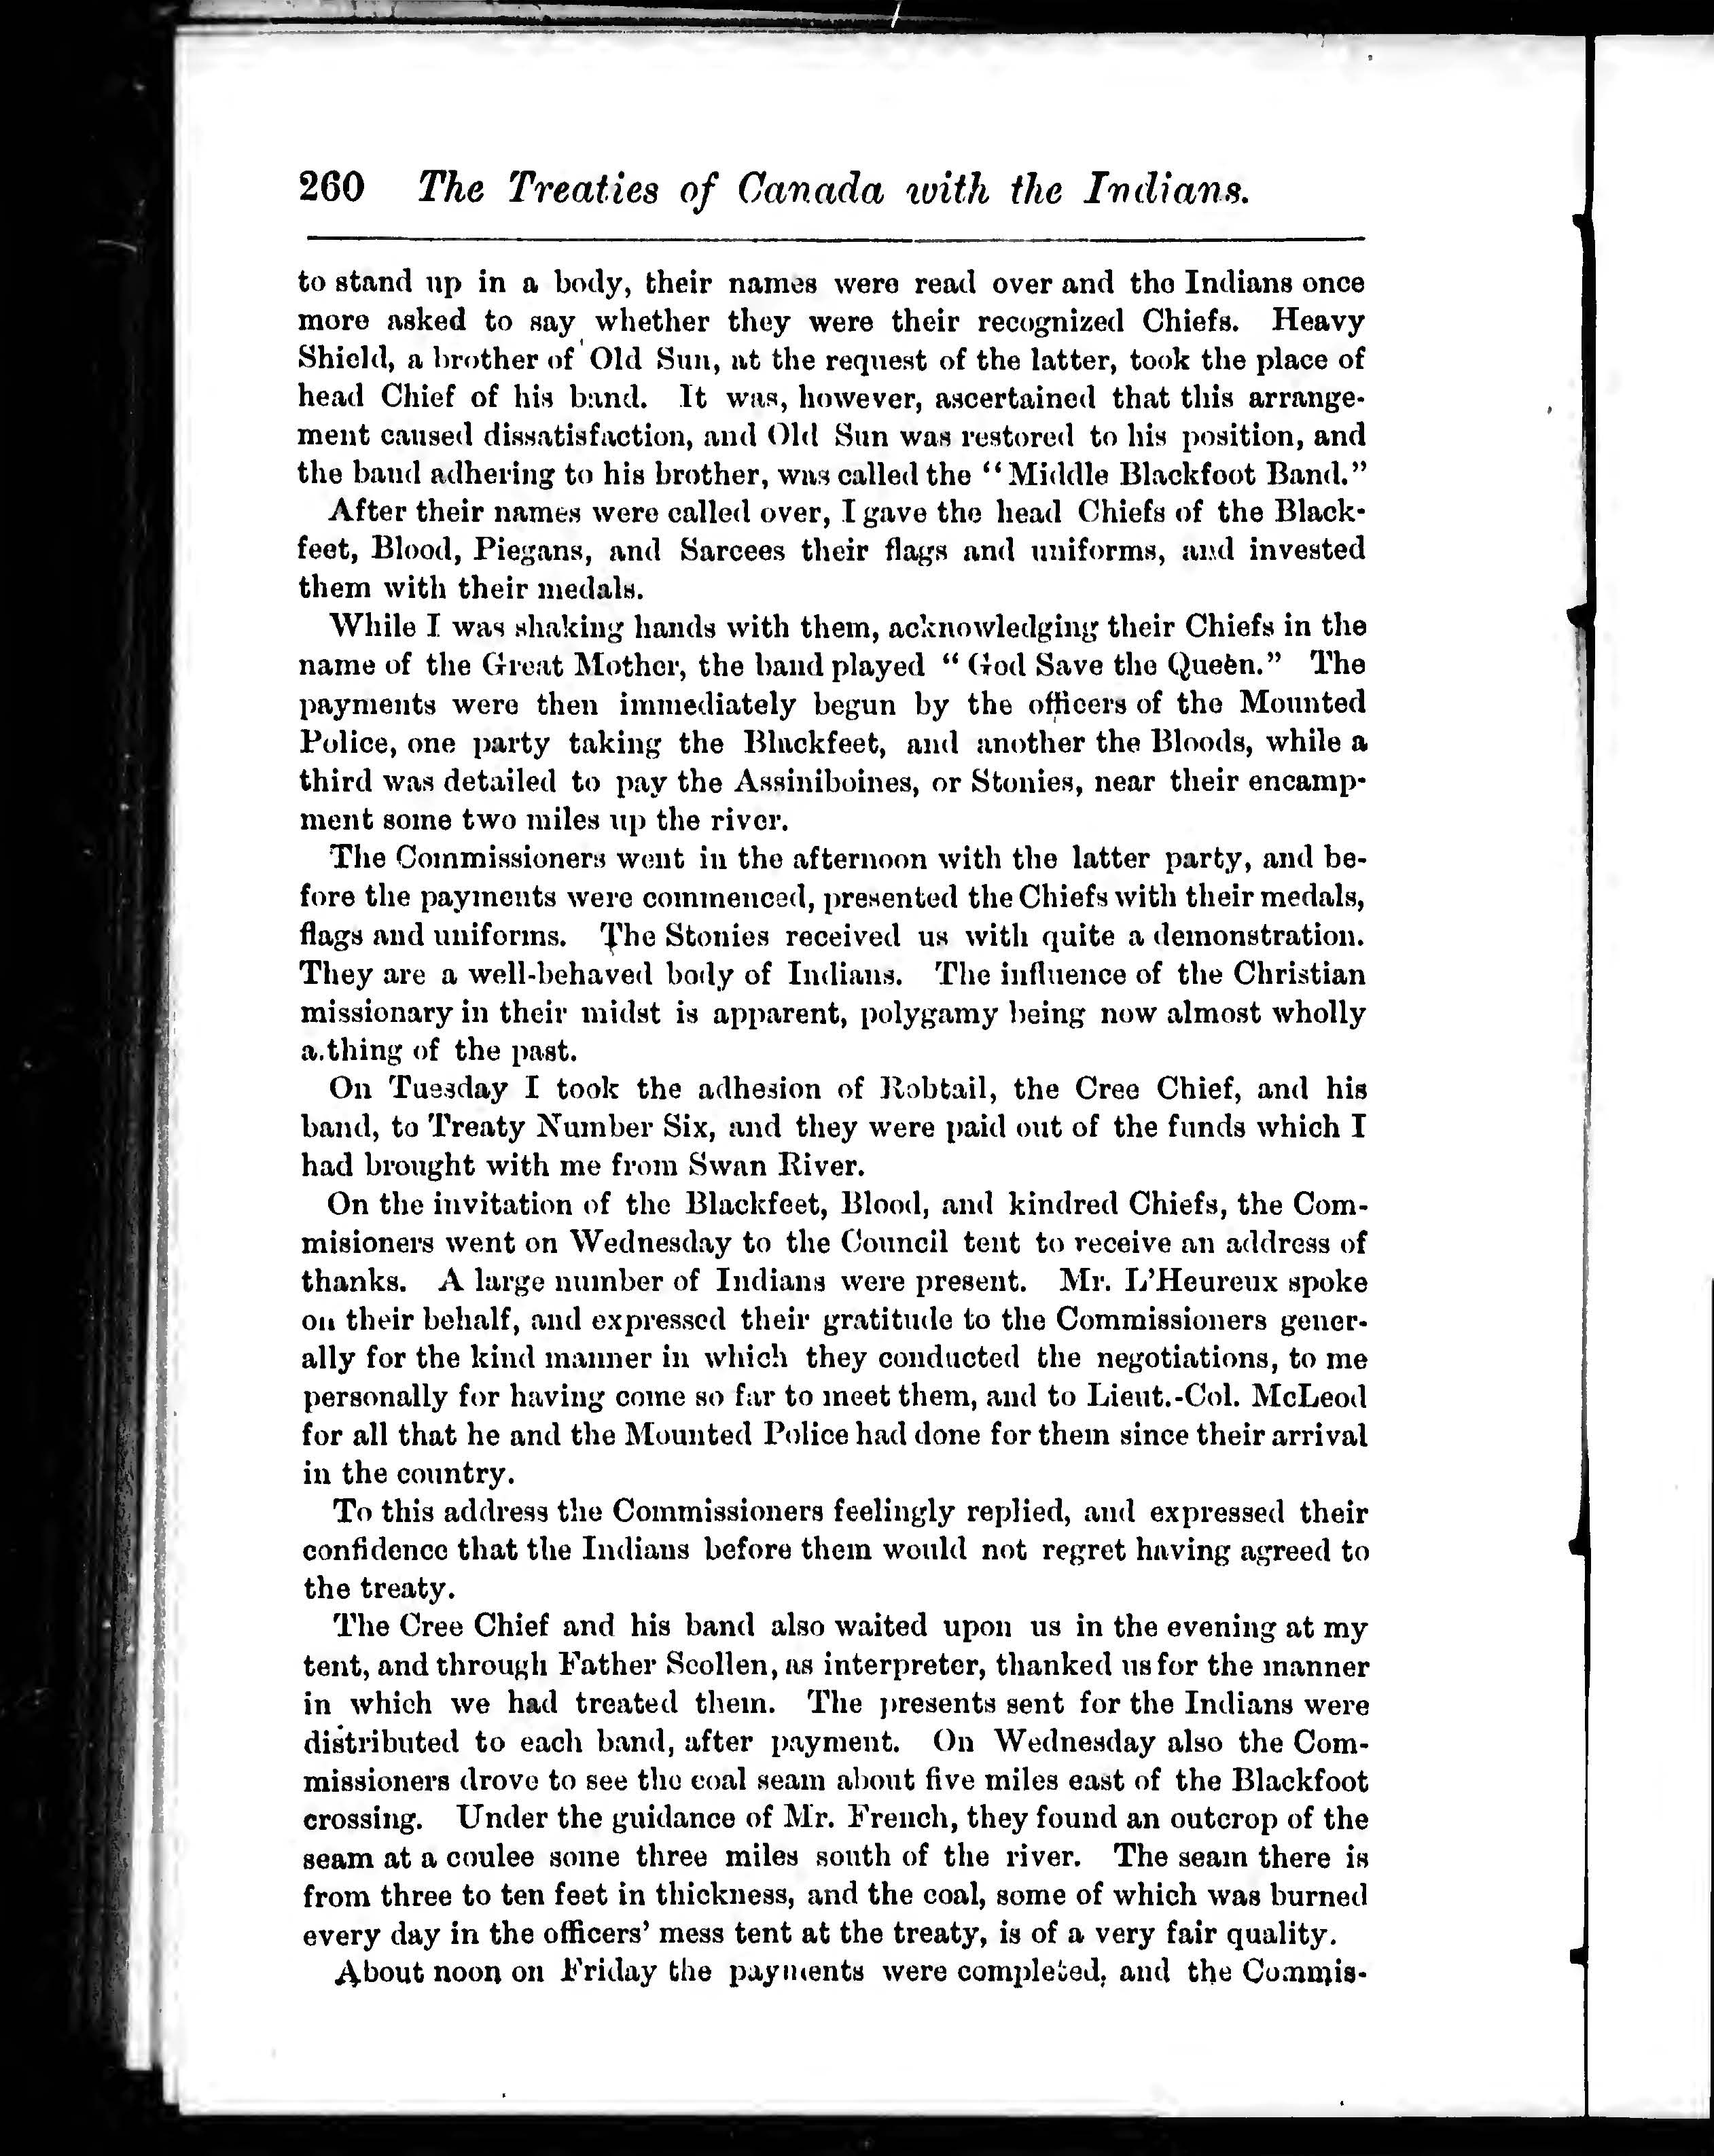 260 The Treaties of Canada with the Indians.
to stand up in a body, their names were read over and the Indians once
more asked to say whether they were their recognized Chiefs. Heavy
Shield, a brother of Old Sun, at the request of the latter, took the place of
head Chief of his band. It was, however, ascertained that this arrange-
ment caused dissatisfaction, and Old Sun was restored to his position, and
the band adhering to his brother, was called the "Middle Blackfoot Band."
After their names were called over, I gave the head Chiefs of the Black-
feet, Blood, Piegans, and Sarcees their flags and uniforms, and invested
them with their medals.
While I was shaking hands with them, acknowledging their Chiefs in the
name of the Great Mother, the band played "God Save the Queen." The
payments were then immediately begun by the officers of the Mounted
Police, one party taking the Blackfeet, and another the Bloods, while a
third was detailed to pay the Assiniboines, or Stonies, near their encamp-
ment some two miles up the river.
The Commissioners went in the afternoon with the latter party, and be-
fore the payments were commenced, presented the Chiefs with their medals,
flags and uniforms. The Stonies received us with quite a demonstration.
They are a well-behaved body of Indians. The influence of the Christian
missionary in their midst is apparent, polygamy being now almost wholly
a thing of the past.
On Tuesday I took the adhesion of Robtail, the Cree Chief, and his
band, to Treaty Number Six, and they were paid out of the funds which I
had brought with me from Swan River.
On the invitation of the Blackfeet, Blood, and kindred Chiefs, the Com-
misioners went on Wednesday to the Council tent to receive an address of
thanks. A large number of Indians were present. Mr. L'Heureux spoke
on their behalf, and expressed their gratitude to the Commissioners gener-
ally for the kind manner in which they conducted the negotiations, to me
personally for having come so far to meet them, and to Lieut.-Col. McLeod
for all that he and the Mounted Police had done for them since their arrival
in the country.
To this address the Commissioners feelingly replied, and expressed their
confidence that the Indians before them would not regret having agreed to
the treaty.
The Cree Chief and his band also waited upon us in the evening at my
tent, and through Father Scollen, as interpreter, thanked us for the manner
in which we had treated them. The presents sent for the Indians were
distributed to each band, after payment. On Wednesday also the Com-
missioners drove to see the coal seam about five miles east of the Blackfoot
crossing. Under the guidance of Mr. French, they found an outcrop of the
seam at a coulee some three miles south of the river. The seam there is
from three to ten feet in thickness, and the coal, some of which was burned
every day in the officers' mess tent at the treaty, is of a very fair quality.
About noon on Friday the payments were completed, and the Commis-